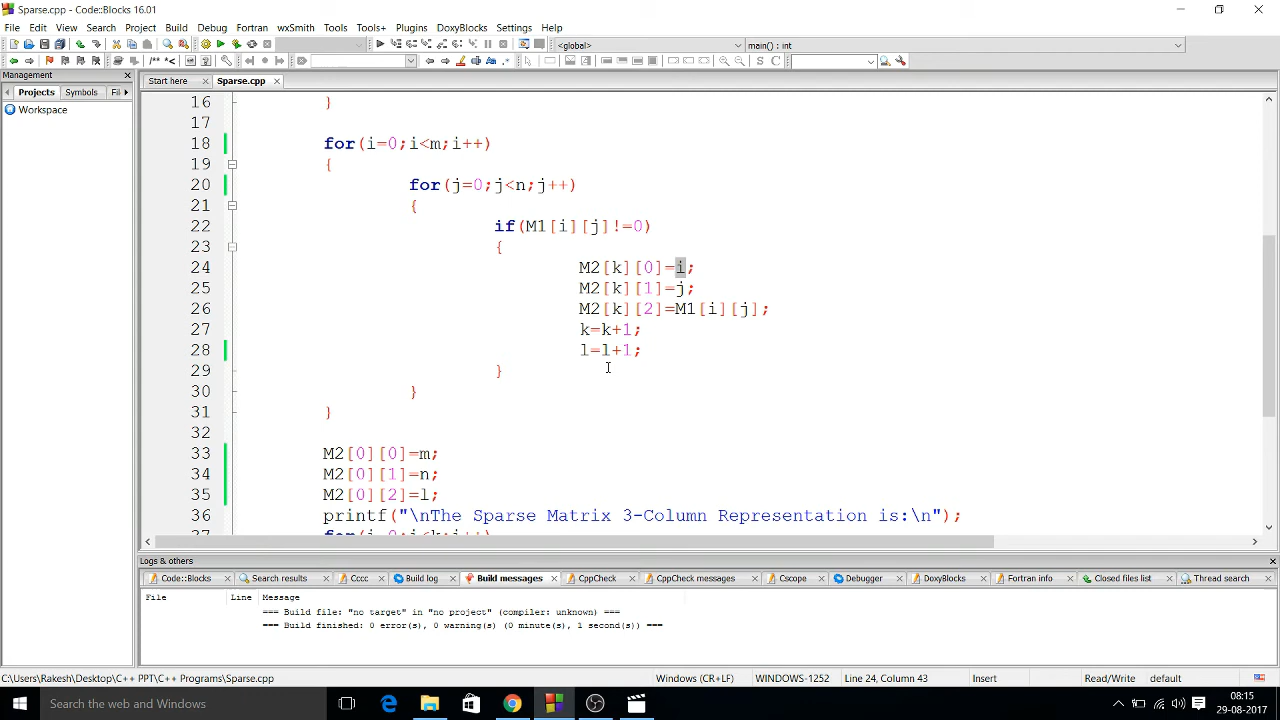 Sparse.cpp - Code::Blocks 16.01
File Edit View Search Project Build Debug Fortran wxSmith Tools Tools+ Plugins DoxyBlocks Settings Help
<global> main() : int
Management
Projects Symbols Fil
Workspace
Start here Sparse.cpp
16 }
17
18 for(i=0;i<m;i++)
19 {
20 for(j=0;j<n;j++)
21 {
22 if(M1[i][j]!=0)
23 {
24 M2[k][0]=i;
25 M2[k][1]=j;
26 M2[k][2]=M1[i][j];
27 k=k+1;
28 l=l+1;
29 }
30 }
31 }
32
33 M2[0][0]=m;
34 M2[0][1]=n;
35 M2[0][2]=l;
36 printf("\nThe Sparse Matrix 3-Column Representation is:\n");
37 for(i=0;i<k;i++)
Logs & others
Code::Blocks Search results Cccc Build log Build messages CppCheck CppCheck messages Cscope Debugger DoxyBlocks Fortran info Closed files list Thread search
File Line Message
=== Build file: "no target" in "no project" (compiler: unknown) ===
=== Build finished: 0 error(s), 0 warning(s) (0 minute(s), 1 second(s)) ===
C:\Users\Rakesh\Desktop\C++ PPT\C++ Programs\Sparse.cpp Windows (CR+LF) WINDOWS-1252 Line 24, Column 43 Insert Read/Write default
Search the web and Windows
08:15
29-08-2017